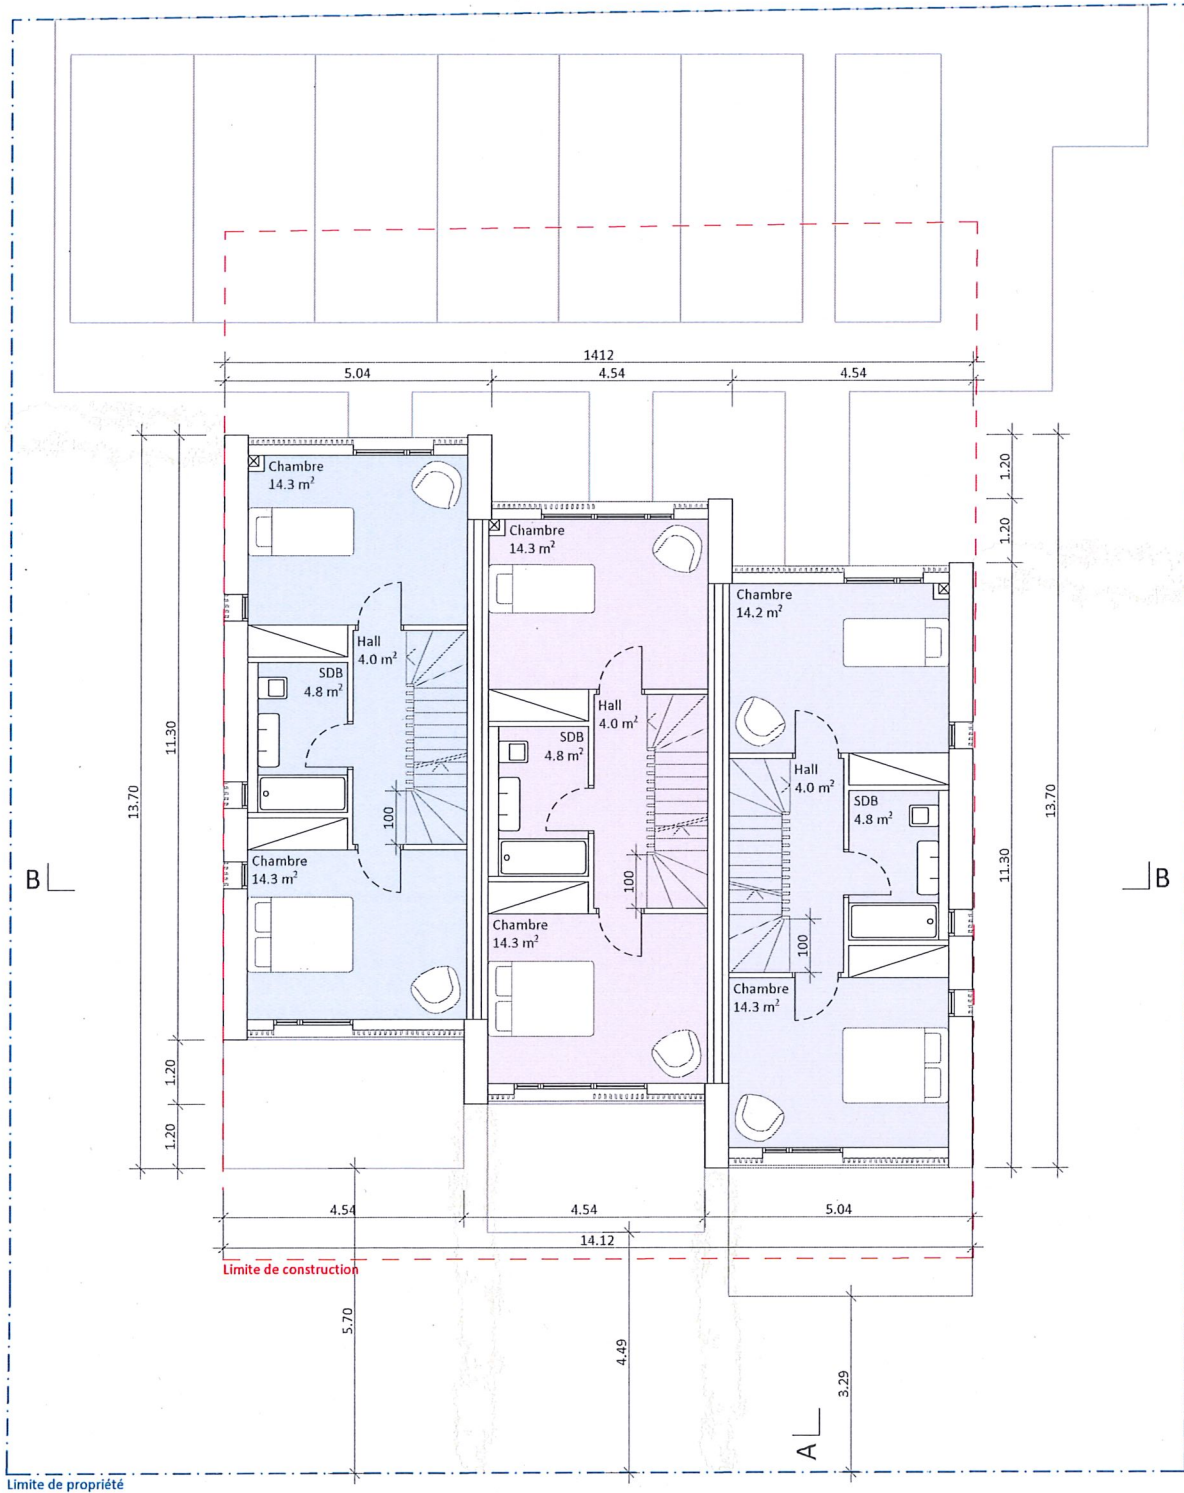 1412
5.04
4.54
4.54
Chambre
14.3 m²
Hall
4.0 m²
SDB
4.8 m²
100
Chambre
14.3 m²
Chambre
14.3 m²
Hall
4.0 m²
SDB
4.8 m²
100
Chambre
14.3 m²
Chambre
14.2 m²
Hall
4.0 m²
SDB
4.8 m²
100
Chambre
14.3 m²
13.70
11.30
1.20
1.20
1.20
1.20
11.30
13.70
B
B
4.54
4.54
5.04
14.12
Limite de construction
5.70
4.49
3.29
A
Limite de propriété